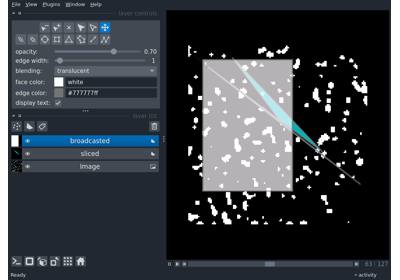 File View Plugins Window Help
layer controls
opacity: 0.70
edge width: 1
blending: translucent
face color: white
edge color: #777777ff
display text:
layer list
broadcasted
sliced
Image
Ready
63 127
activity